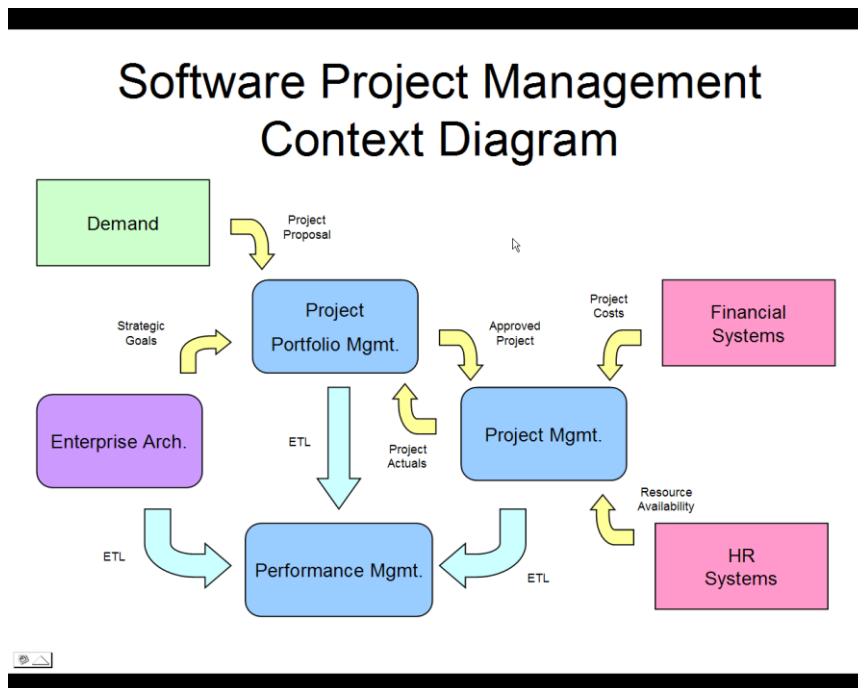 Software Project Management
Context Diagram
Demand
Project
Proposal
Project
Portfolio Mgmt.
Strategic
Goals
Approved
Project
Project
Costs
Financial
Systems
Enterprise Arch.
ETL
Project
Actuals
Project Mgmt.
Resource
Availability
ETL
Performance Mgmt.
ETL
HR
Systems